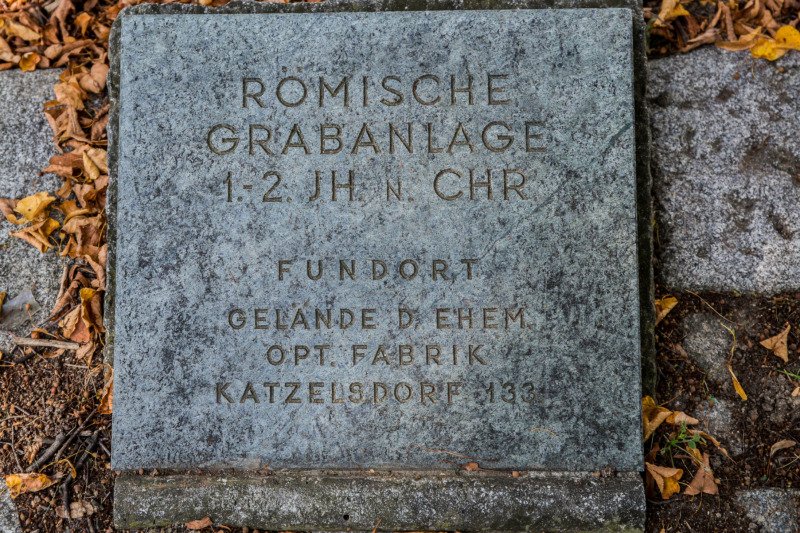 RÖMISCHE
GRABANLAGE
1.-2. JH. N. CHR
FUNDORT
GELÄNDE D. EHEM.
OPT. FABRIK
KATZELSDORF 133